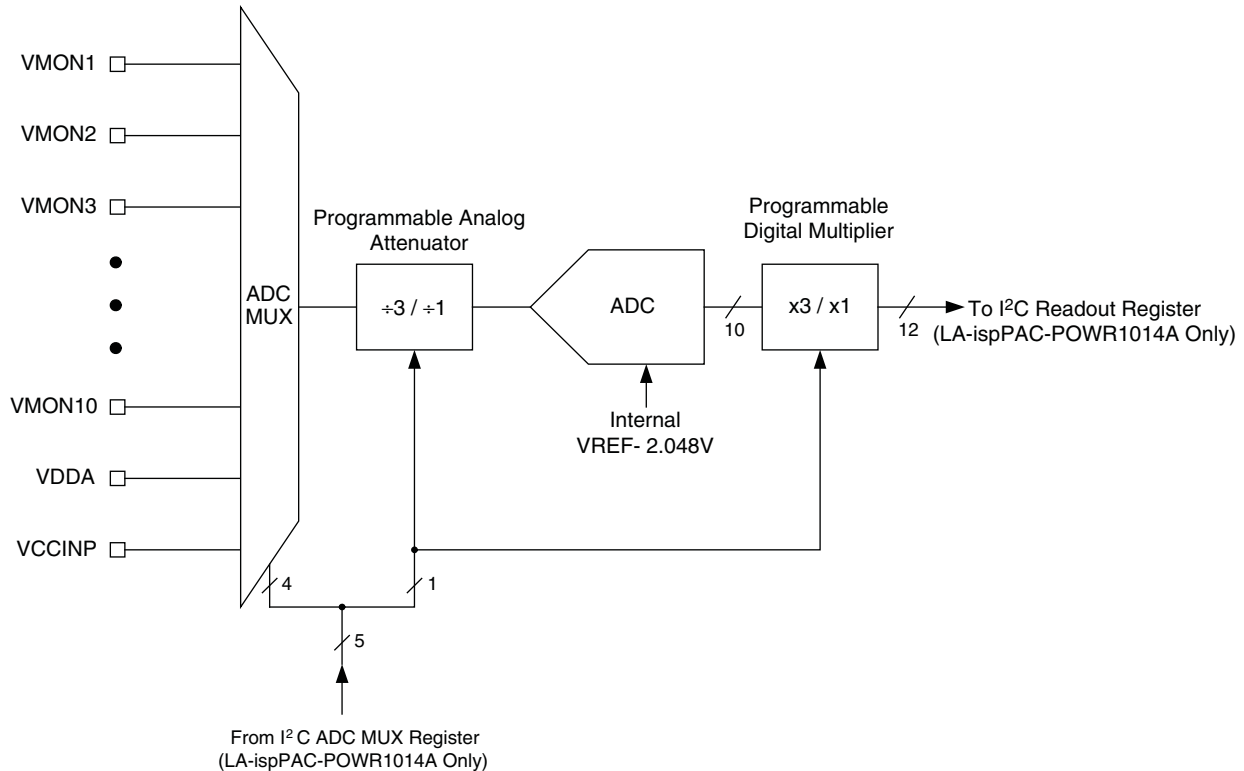 VMON1
VMON2
VMON3
VMON10
VDDA
VCCINP
ADC
MUX
Programmable Analog
Attenuator
÷3 / ÷1
ADC
Internal
VREF- 2.048V
10
Programmable
Digital Multiplier
x3 / x1
12
To I²C Readout Register
(LA-ispPAC-POWR1014A Only)
4
1
5
From I² C ADC MUX Register
(LA-ispPAC-POWR1014A Only)